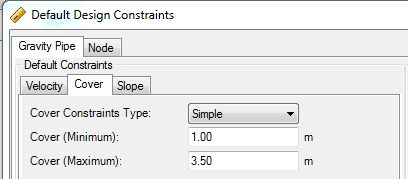 Default Design Constraints
Gravity Pipe Node
Default Constraints
Velocity Cover Slope
Cover Constraints Type: Simple
Cover (Minimum): 1.00 m
Cover (Maximum): 3.50 m